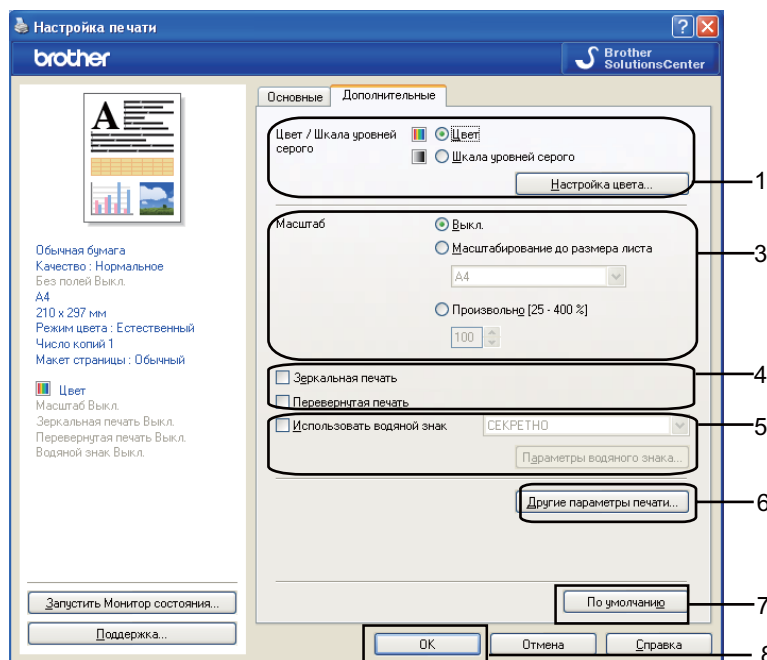 Настройка печати
brother
Brother
SolutionsCenter
Основные
Дополнительные
Цвет / Шкала уровней
серого
Цвет
Шкала уровней серого
Настройка цвета...
1
Масштаб
Выкл.
3
Масштабирование до размера листа
A4
Произвольно [25 - 400 %]
100
Зеркальная печать
4
Перевернутая печать
Использовать водяной знак
СЕКРЕТНО
5
Параметры водяного знака...
Другие параметры печати...
6
По умолчанию
7
OK
Отмена
Справка
8
A
Обычная бумага
Качество : Нормальное
Без полей Выкл.
A4
210 x 297 мм
Режим цвета : Естественный
Число копий 1
Макет страницы : Обычный
Цвет
Масштаб Выкл.
Зеркальная печать Выкл.
Перевернутая печать Выкл.
Водяной знак Выкл.
Запустить Монитор состояния...
Поддержка...